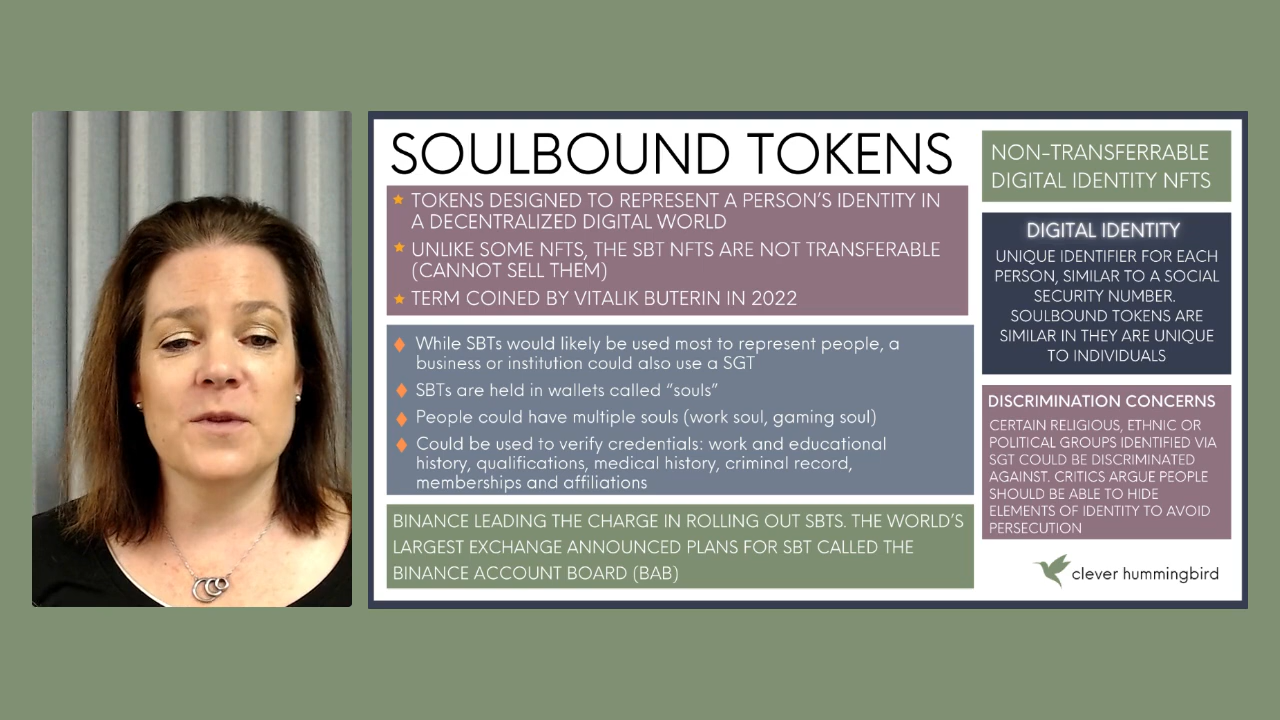 SOULBOUND TOKENS
TOKENS DESIGNED TO REPRESENT A PERSON'S IDENTITY IN
A DECENTRALIZED DIGITAL WORLD
UNLIKE SOME NFTS, THE SBT NFTS ARE NOT TRANSFERABLE
(CANNOT SELL THEM)
TERM COINED BY VITALIK BUTERIN IN 2022
While SBTs would likely be used most to represent people, a
business or institution could also use a SGT
SBTs are held in wallets called "souls"
People could have multiple souls (work soul, gaming soul)
Could be used to verify credentials: work and educational
history, qualifications, medical history, criminal record,
memberships and affiliations
BINANCE LEADING THE CHARGE IN ROLLING OUT SBTS. THE WORLD'S
LARGEST EXCHANGE ANNOUNCED PLANS FOR SBT CALLED THE
BINANCE ACCOUNT BOARD (BAB)
NON-TRANSFERRABLE
DIGITAL IDENTITY NFTS
DIGITAL IDENTITY
UNIQUE IDENTIFIER FOR EACH
PERSON, SIMILAR TO A SOCIAL
SECURITY NUMBER.
SOULBOUND TOKENS ARE
SIMILAR IN THEY ARE UNIQUE
TO INDIVIDUALS
DISCRIMINATION CONCERNS
CERTAIN RELIGIOUS, ETHNIC OR
POLITICAL GROUPS IDENTIFIED VIA
SGT COULD BE DISCRIMINATED
AGAINST. CRITICS ARGUE PEOPLE
SHOULD BE ABLE TO HIDE
ELEMENTS OF IDENTITY TO AVOID
PERSECUTION
clever hummingbird